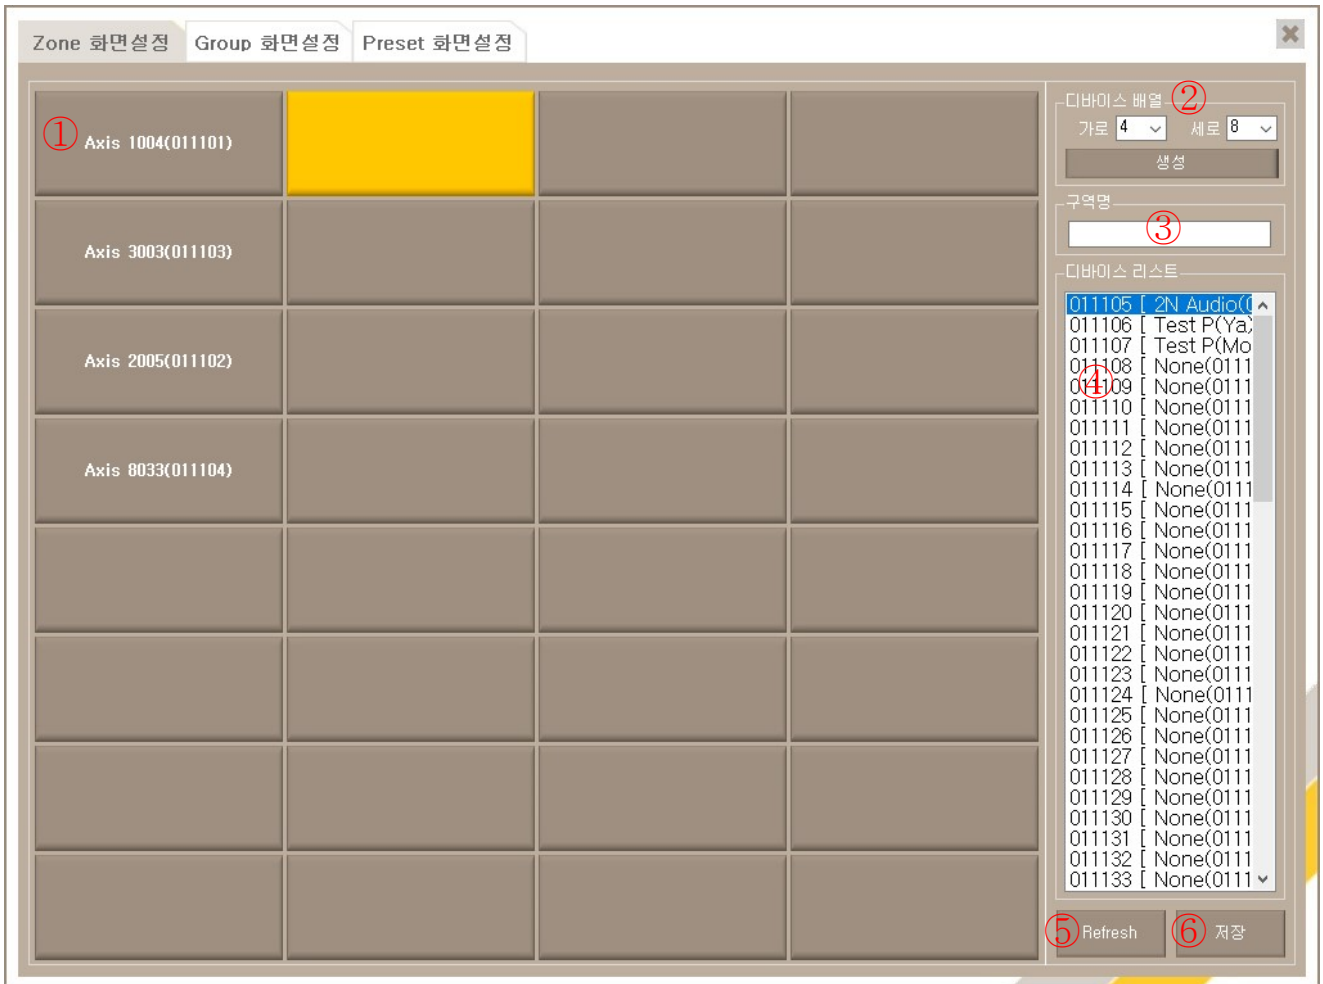 Zone 화면설정 Group 화면설정 Preset 화면설정
① Axis 1004(011101)
Axis 3003(011103)
Axis 2005(011102)
Axis 8033(011104)
디바이스 배열 ②
가로 4 세로 8
생성
구역명
③
디바이스 리스트
④
011105 [ 2N Audio(0
011106 [ Test P(Ya)
011107 [ Test P(Mo
011108 [ None(0111
011109 [ None(0111
011110 [ None(0111
011111 [ None(0111
011112 [ None(0111
011113 [ None(0111
011114 [ None(0111
011115 [ None(0111
011116 [ None(0111
011117 [ None(0111
011118 [ None(0111
011119 [ None(0111
011120 [ None(0111
011121 [ None(0111
011122 [ None(0111
011123 [ None(0111
011124 [ None(0111
011125 [ None(0111
011126 [ None(0111
011127 [ None(0111
011128 [ None(0111
011129 [ None(0111
011130 [ None(0111
011131 [ None(0111
011132 [ None(0111
011133 [ None(0111
⑤ Refresh ⑥ 저장